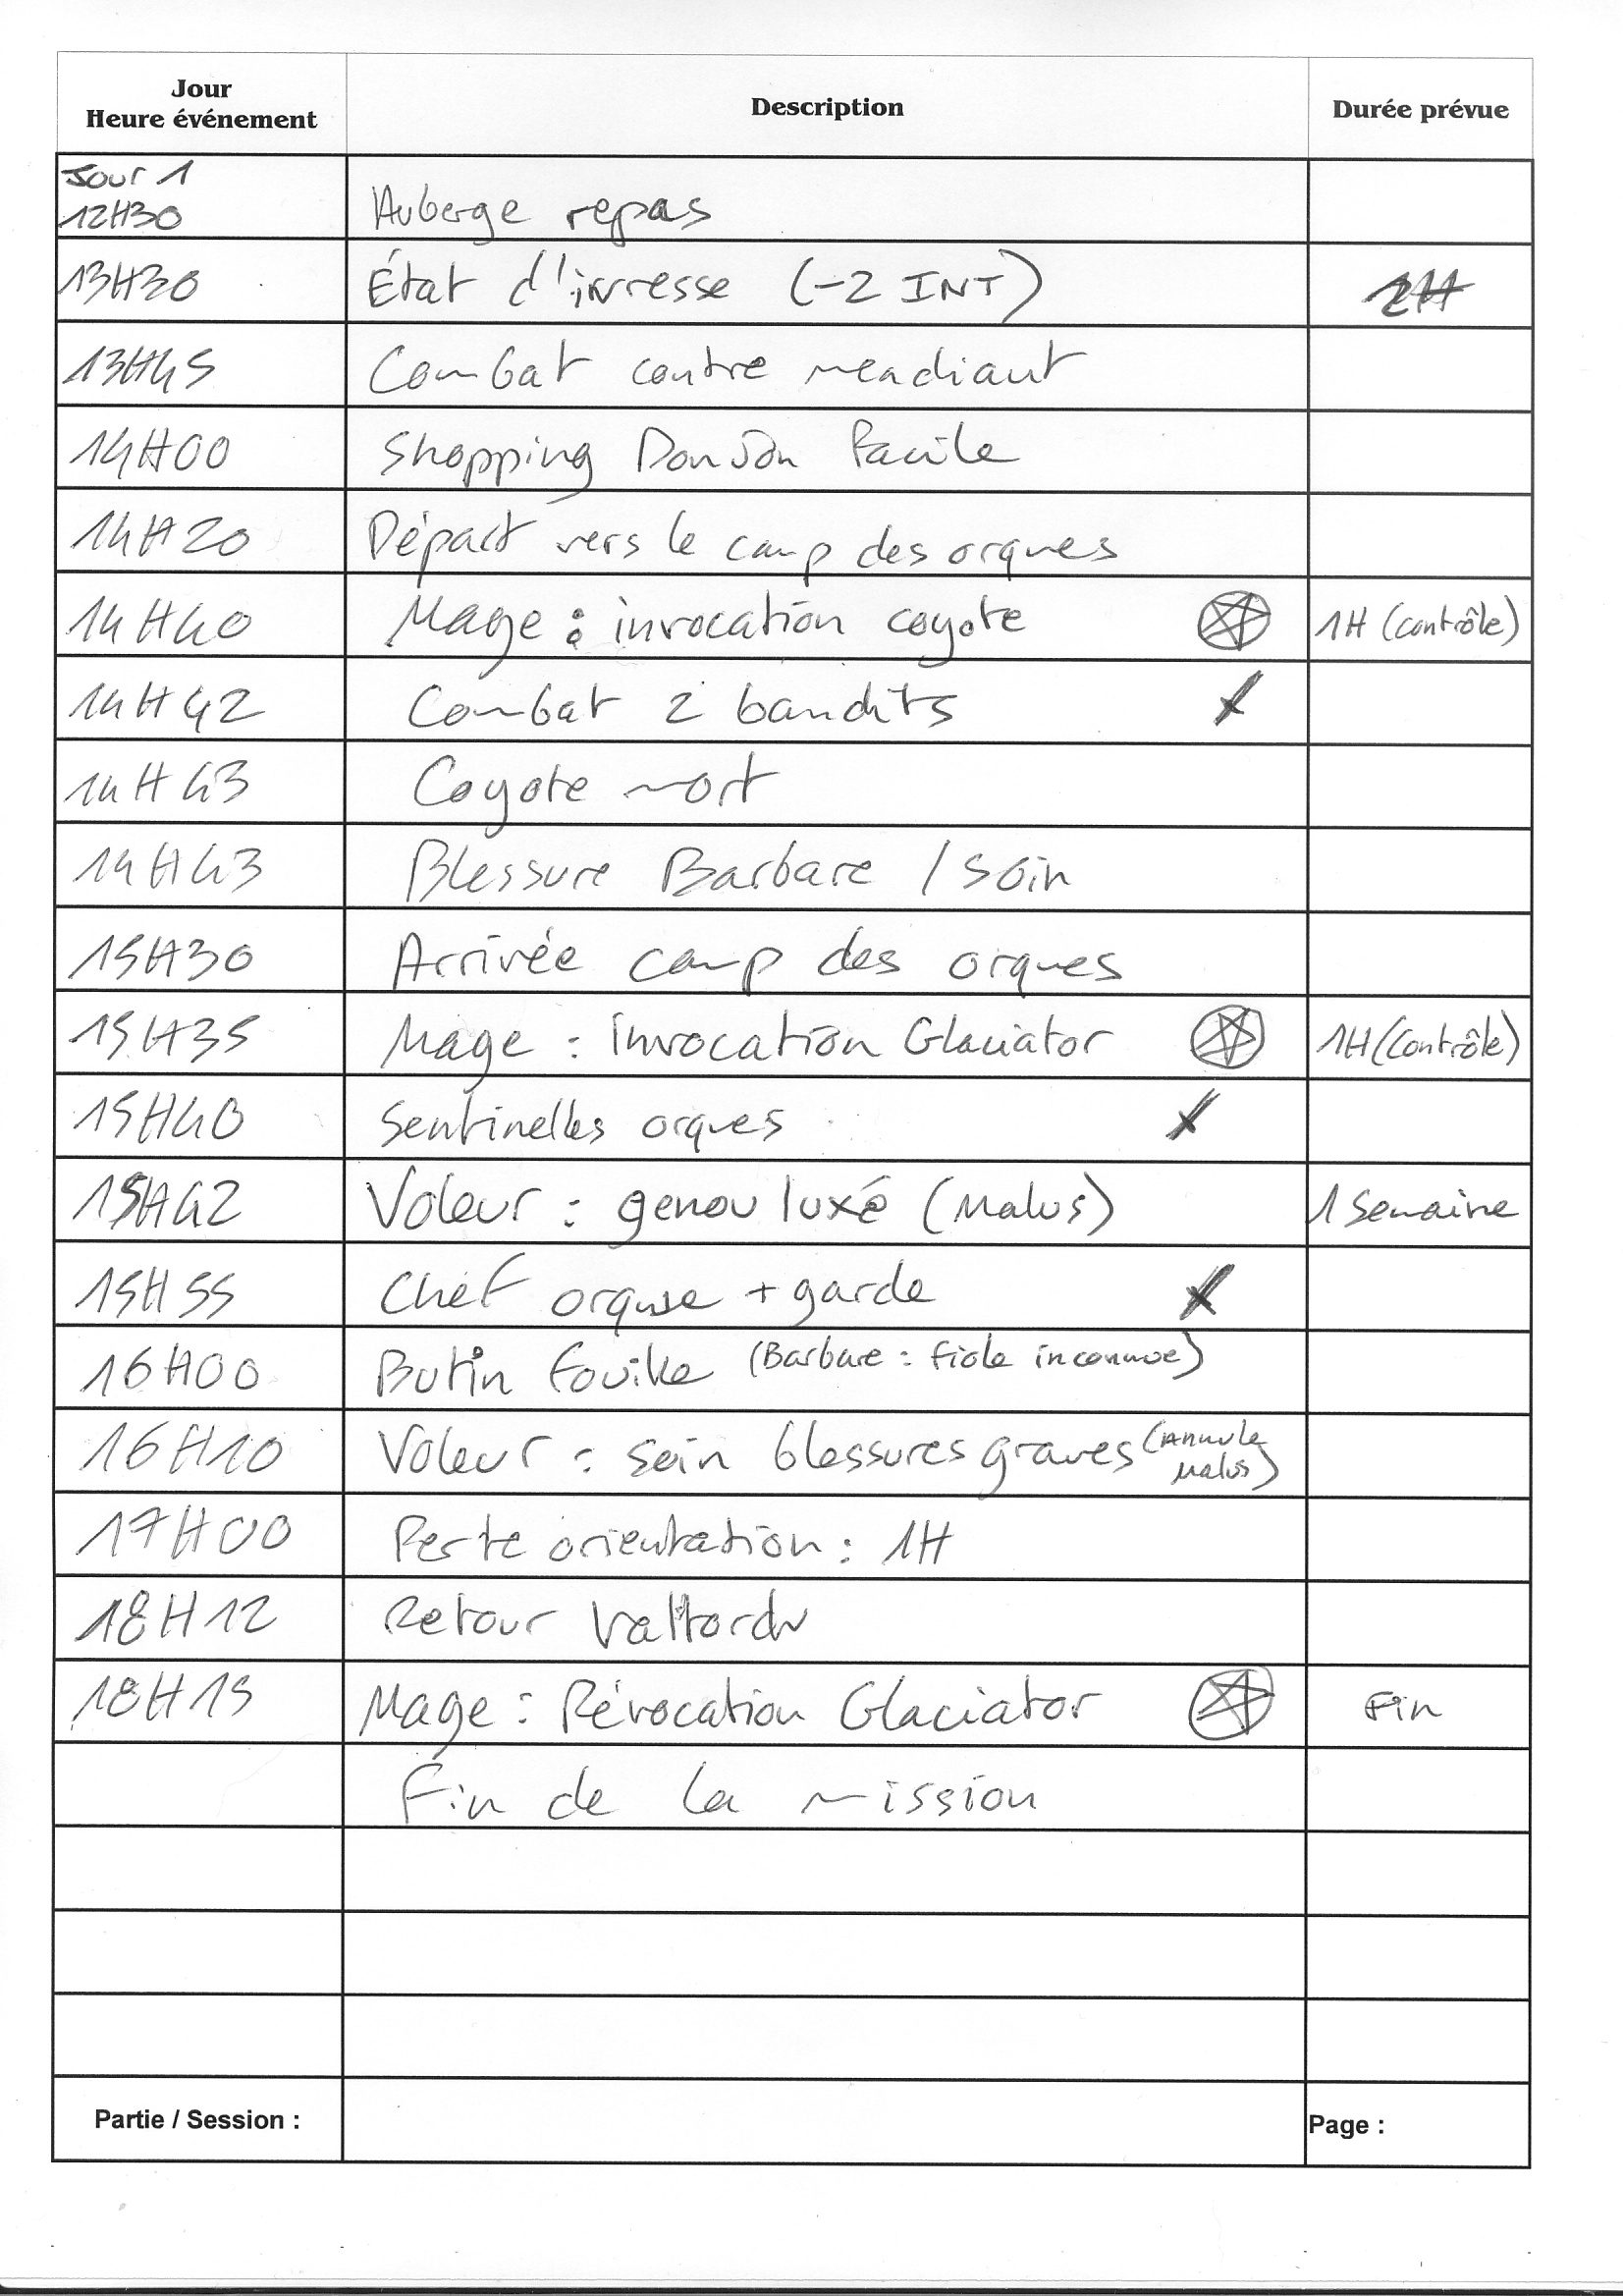 Jour
Heure événement
Description
Durée prévue
Jour 1
12H30
Auberge repas
13H30
État d'ivresse (-2 INT)
2H
13H45
Combat contre mendiant
14H00
Shopping DonJon Facile
14H20
Départ vers le camp des orques
14H40
Mage : invocation coyote
1H (contrôle)
14H42
Combat 2 bandits
14H43
Coyote mort
14H43
Blessure Barbare / Soin
15H30
Arrivée camp des orques
15H35
Mage : Invocation Glaciator
1H (Contrôle)
15H40
Sentinelles orques
15H42
Voleur : genou luxé (Malus)
1 Semaine
15H55
Chef orque + garde
16H00
Butin fouille (Barbare : fiole inconnue)
16H10
Voleur : soin blessures graves (Annule
Malus)
17H00
Perte orientation : 1H
18H12
Retour Valtordu
18H15
Mage : Révocation Glaciator
Fin
Fin de la mission
Partie / Session :
Page :